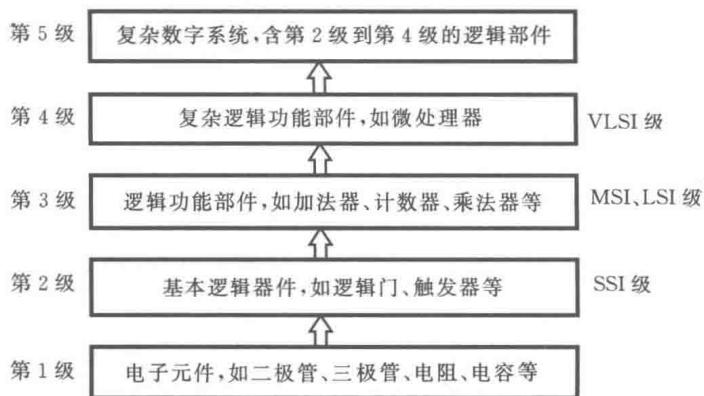 第 5 级 复杂数字系统,含第 2 级到第 4 级的逻辑部件
第 4 级 复杂逻辑功能部件,如微处理器 VLSI 级
第 3 级 逻辑功能部件,如加法器、计数器、乘法器等 MSI、LSI 级
第 2 级 基本逻辑器件,如逻辑门、触发器等 SSI 级
第 1 级 电子元件,如二极管、三极管、电阻、电容等